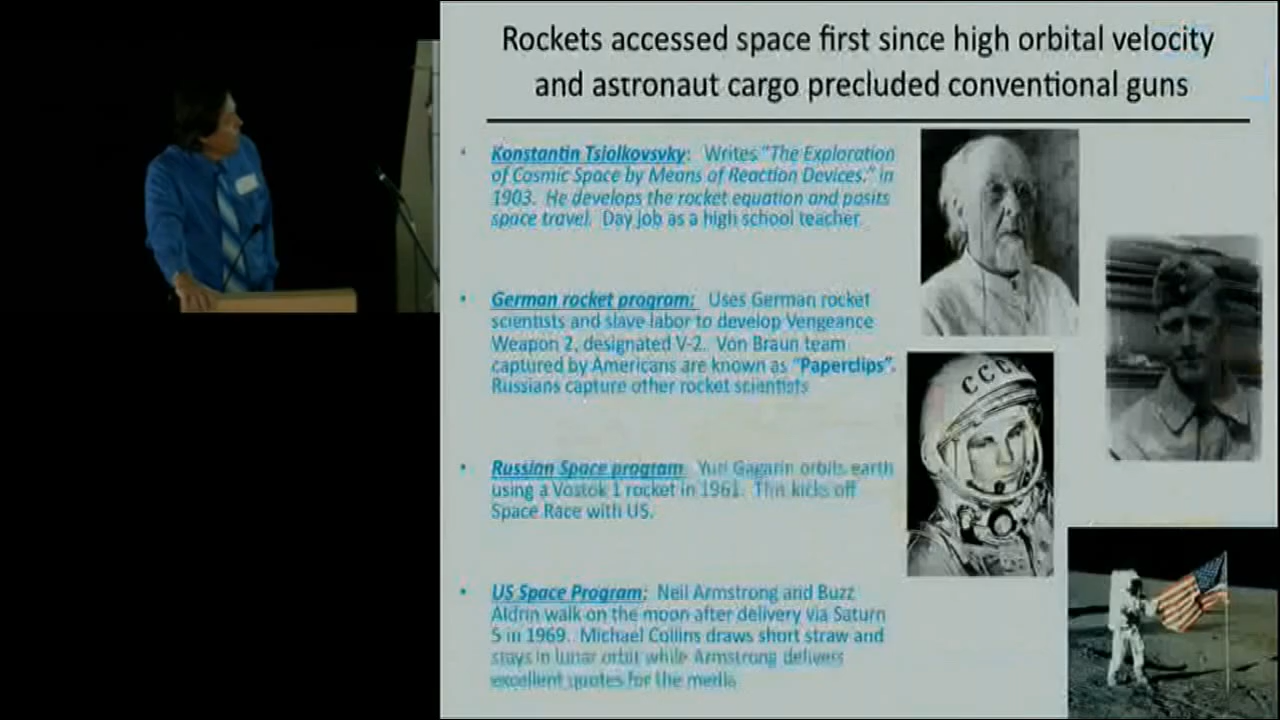 Rockets accessed space first since high orbital velocity
and astronaut cargo precluded conventional guns
• Konstantin Tsiolkovsvky: Writes "The Exploration
of Cosmic Space by Means of Reaction Devices." in
1903. He develops the rocket equation and posits
space travel. Day job as a high school teacher.
• German rocket program: Uses German rocket
scientists and slave labor to develop Vengeance
Weapon 2, designated V-2. Von Braun team
captured by Americans are known as "Paperclips".
Russians capture other rocket scientists
• Russian Space program: Yuri Gagarin orbits earth
using a Vostok 1 rocket in 1961. This kicks off
Space Race with US.
• US Space Program: Neil Armstrong and Buzz
Aldrin walk on the moon after delivery via Saturn
5 in 1969. Michael Collins draws short straw and
stays in lunar orbit while Armstrong delivers
excellent quotes for the media
CCCP